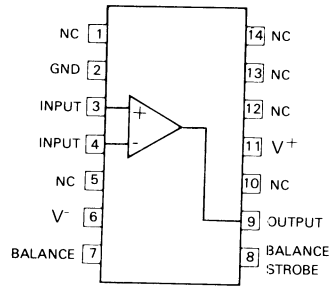 NC 1
GND 2
INPUT 3
INPUT 4
NC 5
V- 6
BALANCE 7
+
-
14 NC
13 NC
12 NC
11 V+
10 NC
9 OUTPUT
8 BALANCE
STROBE